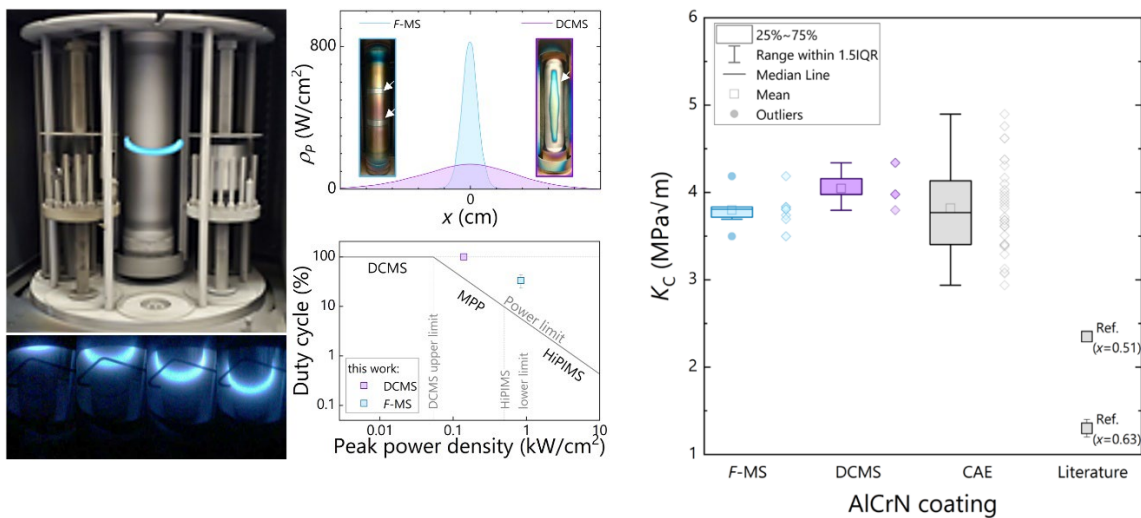 F-MS
DCMS
800
400
0
ρP (W/cm²)
0
x (cm)
100
10
1
0.1
Duty cycle (%)
DCMS
MPP
Power limit
HiPIMS
DCMS upper limit
HiPIMS
lower limit
this work:
DCMS
F-MS
0.01
0.1
1
10
Peak power density (kW/cm²)
25%~75%
Range within 1.5IQR
Median Line
Mean
Outliers
6
5
4
3
2
1
KC (MPa√m)
Ref.
(x=0.51)
Ref.
(x=0.63)
F-MS
DCMS
CAE
Literature
AlCrN coating